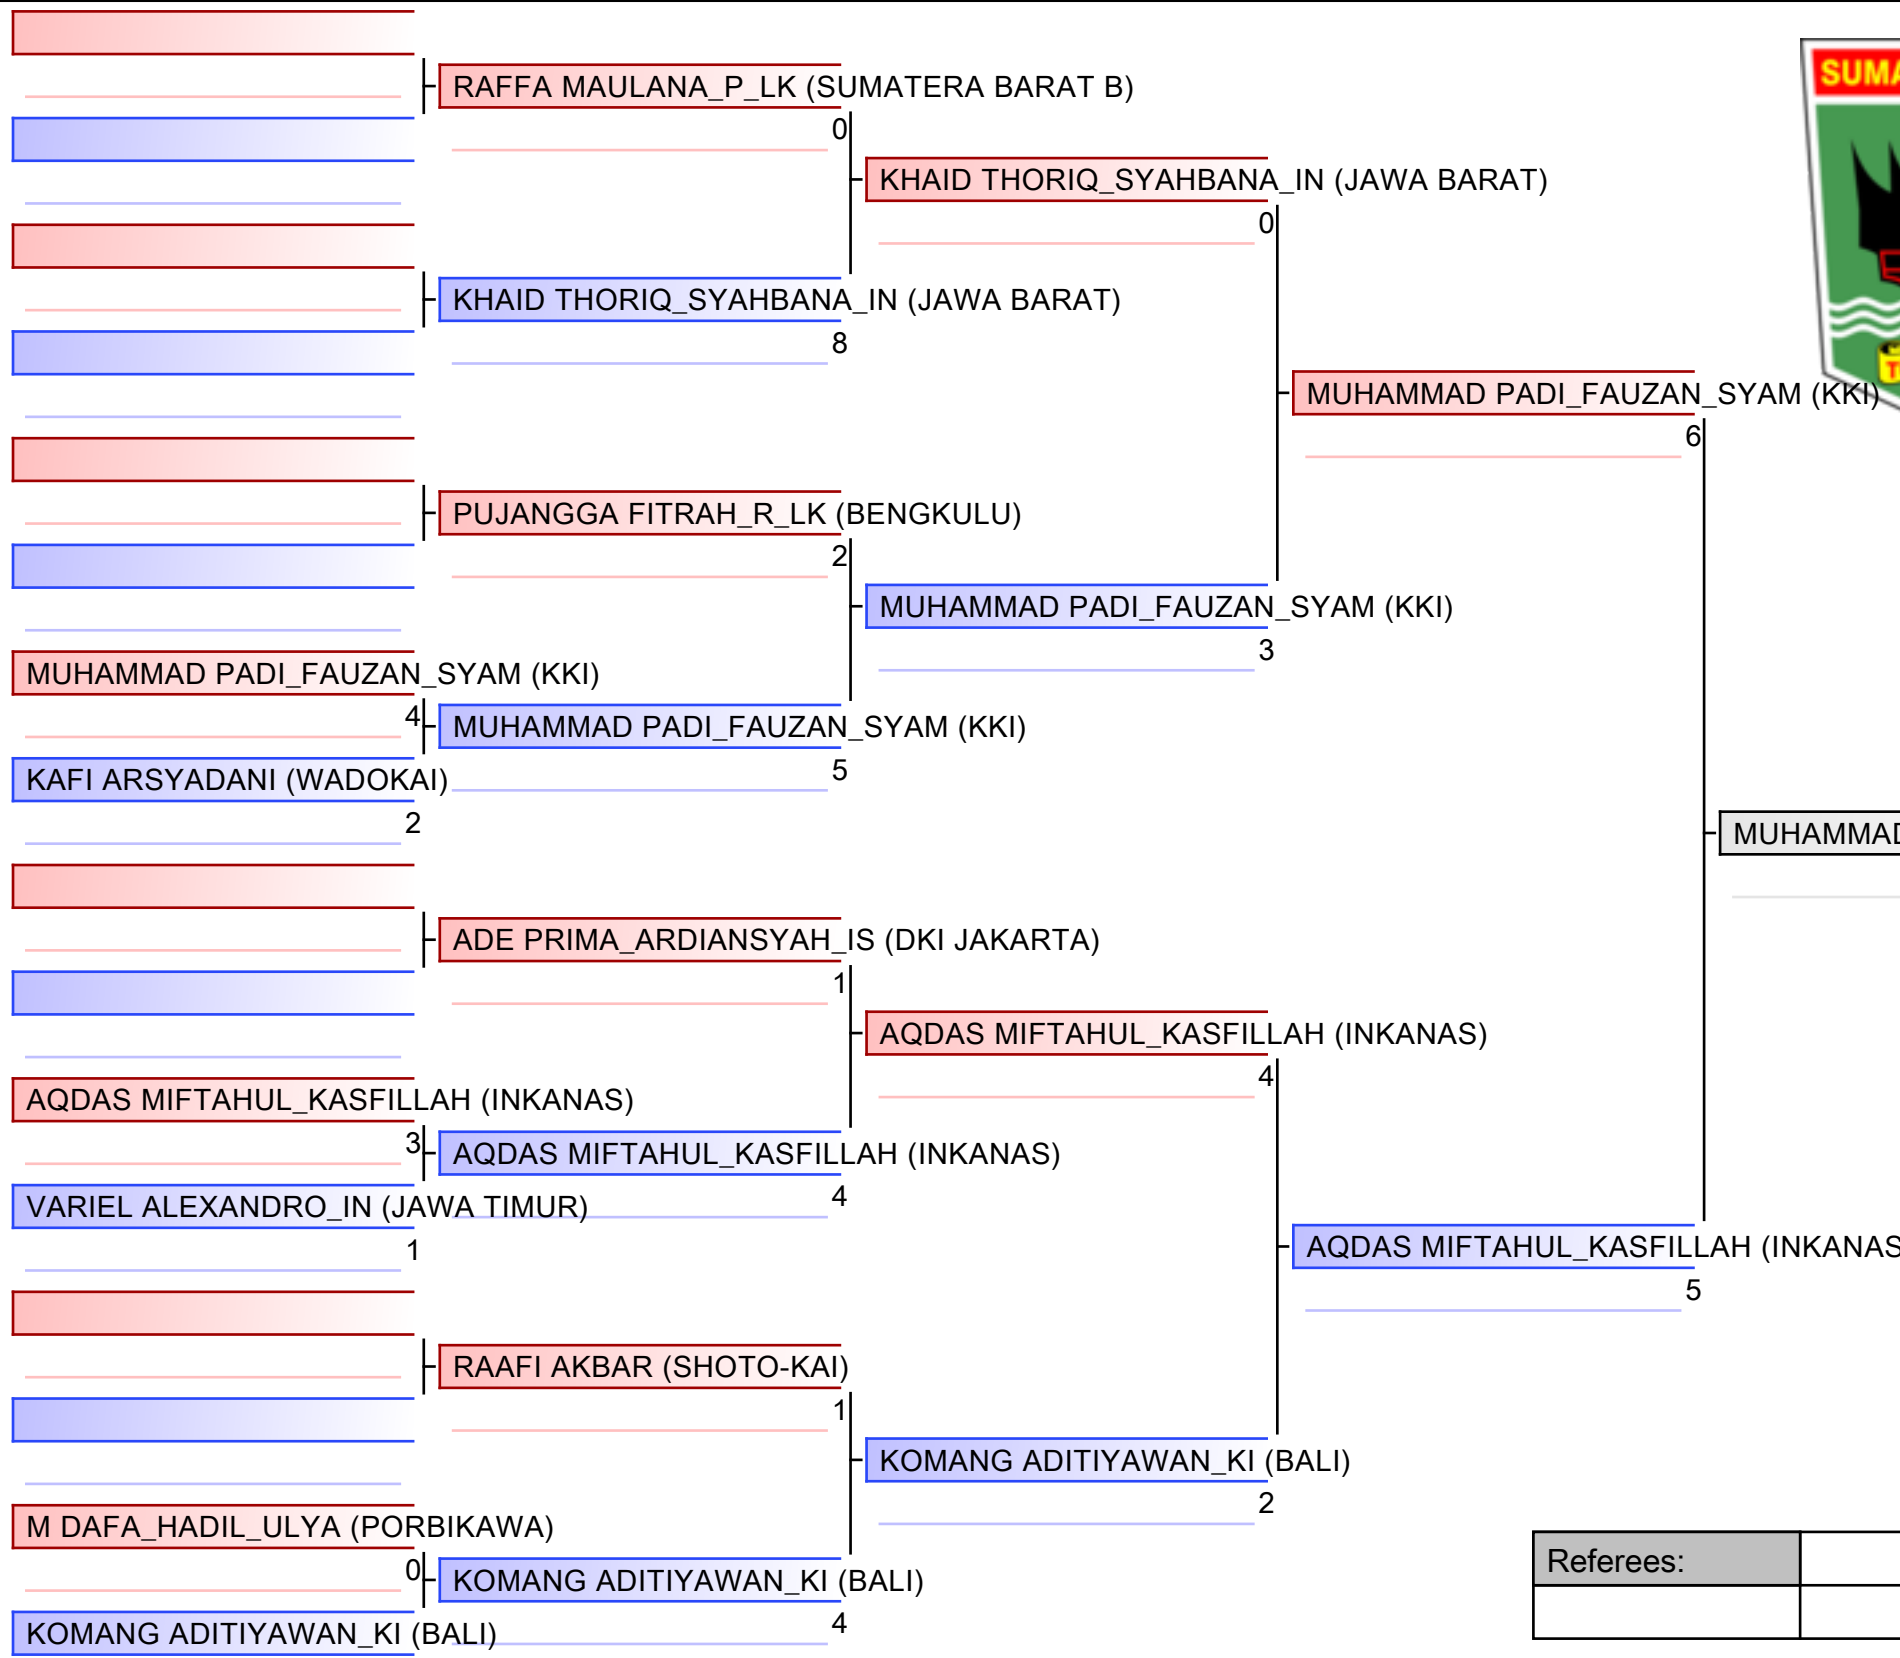 RAFFA MAULANA_P_LK (SUMATERA BARAT B)
0
KHAID THORIQ_SYAHBANA_IN (JAWA BARAT)
0
KHAID THORIQ_SYAHBANA_IN (JAWA BARAT)
8
MUHAMMAD PADI_FAUZAN_SYAM (KKI)
6
PUJANGGA FITRAH_R_LK (BENGKULU)
2
MUHAMMAD PADI_FAUZAN_SYAM (KKI)
3
MUHAMMAD PADI_FAUZAN_SYAM (KKI)
4
MUHAMMAD PADI_FAUZAN_SYAM (KKI)
5
KAFI ARSYADANI (WADOKAI)
2
MUHAMMAD
ADE PRIMA_ARDIANSYAH_IS (DKI JAKARTA)
1
AQDAS MIFTAHUL_KASFILLAH (INKANAS)
4
AQDAS MIFTAHUL_KASFILLAH (INKANAS)
3
AQDAS MIFTAHUL_KASFILLAH (INKANAS)
4
VARIEL ALEXANDRO_IN (JAWA TIMUR)
1
AQDAS MIFTAHUL_KASFILLAH (INKANAS
5
RAAFI AKBAR (SHOTO-KAI)
1
KOMANG ADITIYAWAN_KI (BALI)
2
M DAFA_HADIL_ULYA (PORBIKAWA)
0
KOMANG ADITIYAWAN_KI (BALI)
4
KOMANG ADITIYAWAN_KI (BALI)
Referees: